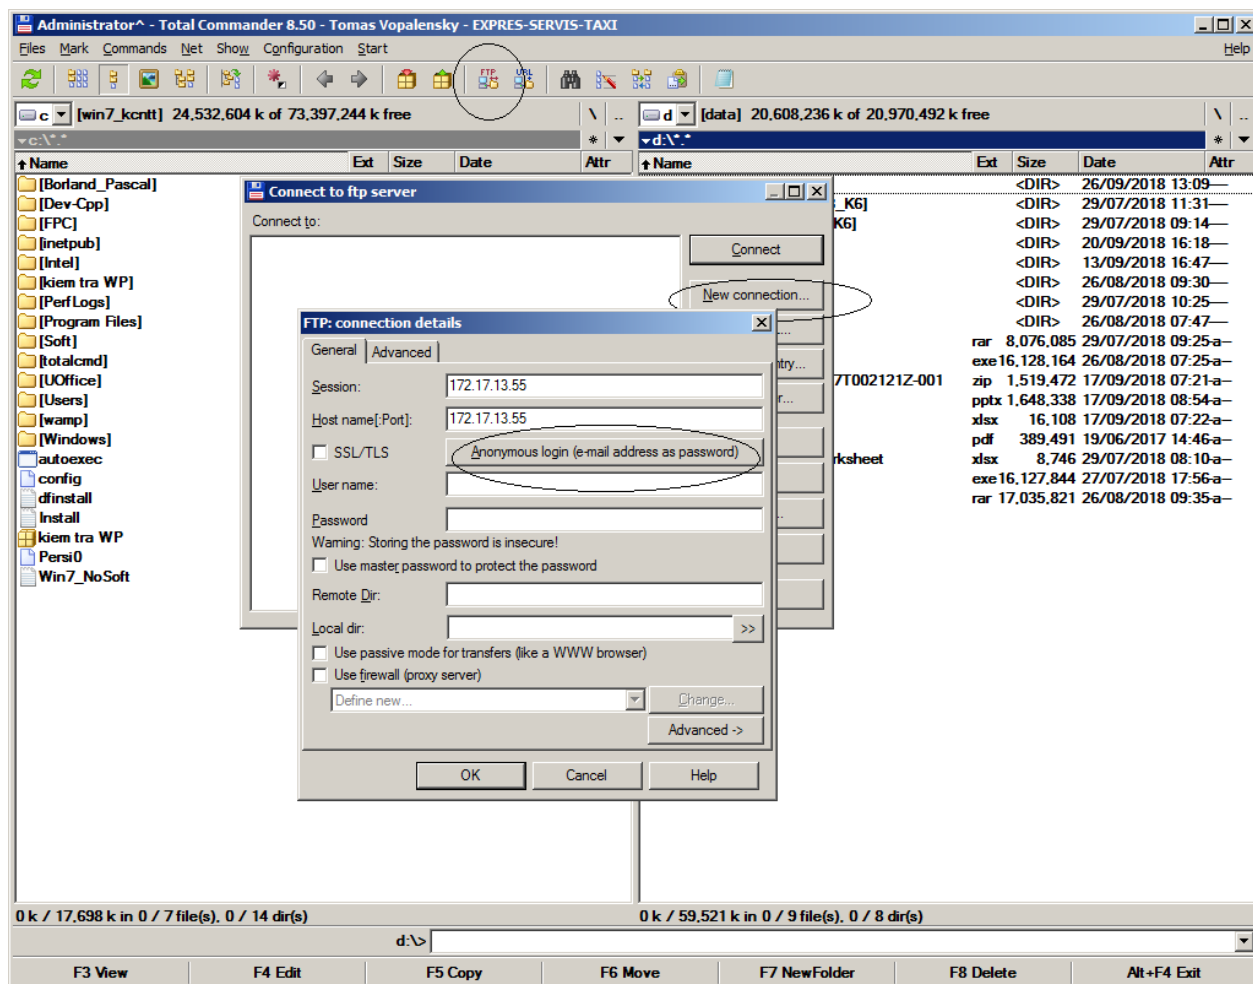 Administrator^ - Total Commander 8.50 - Tomas Vopalensky - EXPRES-SERVIS-TAXI
Files Mark Commands Net Show Configuration Start Help
FTP URL
c [win7_kcntt] 24,532,604 k of 73,397,244 k free \ ..
d [data] 20,608,236 k of 20,970,492 k free \ ..
c:\*.* *
d:\*.* *
Name Ext Size Date Attr
[Borland_Pascal]
[Dev-Cpp]
[FPC]
[inetpub]
[Intel]
[kiem tra WP]
[PerfLogs]
[Program Files]
[Soft]
[totalcmd]
[UOffice]
[Users]
[wamp]
[Windows]
autoexec
config
dfinstall
Install
kiem tra WP
Persi0
Win7_NoSoft
Name Ext Size Date Attr
<DIR> 26/09/2018 13:09----
_K6] <DIR> 29/07/2018 11:31----
K6] <DIR> 29/07/2018 09:14----
<DIR> 20/09/2018 16:18----
<DIR> 13/09/2018 16:47----
<DIR> 26/08/2018 09:30----
<DIR> 29/07/2018 10:25----
<DIR> 26/08/2018 07:47----
rar 8,076,085 29/07/2018 09:25-a--
exe 16,128,164 26/08/2018 07:25-a--
7T002121Z-001 zip 1,519,472 17/09/2018 07:21-a--
pptx 1,648,338 17/09/2018 08:54-a--
xlsx 16,108 17/09/2018 07:22-a--
pdf 389,491 19/06/2017 14:46-a--
rksheet xlsx 8,746 29/07/2018 08:10-a--
exe 16,127,844 27/07/2018 17:56-a--
rar 17,035,821 26/08/2018 09:35-a--
Connect to ftp server
Connect to:
Connect
New connection...
...
ntry...
r...
FTP: connection details
General Advanced
Session: 172.17.13.55
Host name[:Port]: 172.17.13.55
SSL/TLS Anonymous login (e-mail address as password)
User name:
Password
Warning: Storing the password is insecure!
Use master password to protect the password
Remote Dir:
Local dir: >>
Use passive mode for transfers (like a WWW browser)
Use firewall (proxy server)
Define new... Change...
Advanced ->
OK Cancel Help
0 k / 17,698 k in 0 / 7 file(s), 0 / 14 dir(s)
0 k / 59,521 k in 0 / 9 file(s), 0 / 8 dir(s)
d:\>
F3 View F4 Edit F5 Copy F6 Move F7 NewFolder F8 Delete Alt+F4 Exit